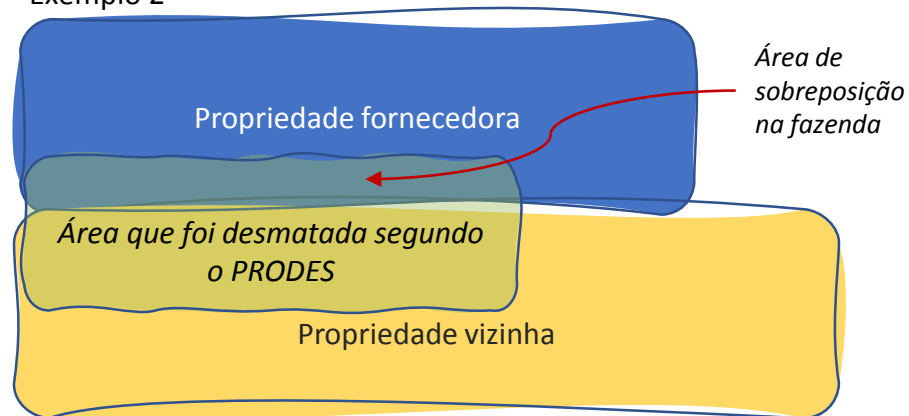 Exemplo 2
Área de
sobreposição
na fazenda
Propriedade fornecedora
Área que foi desmatada segundo
o PRODES
Propriedade vizinha